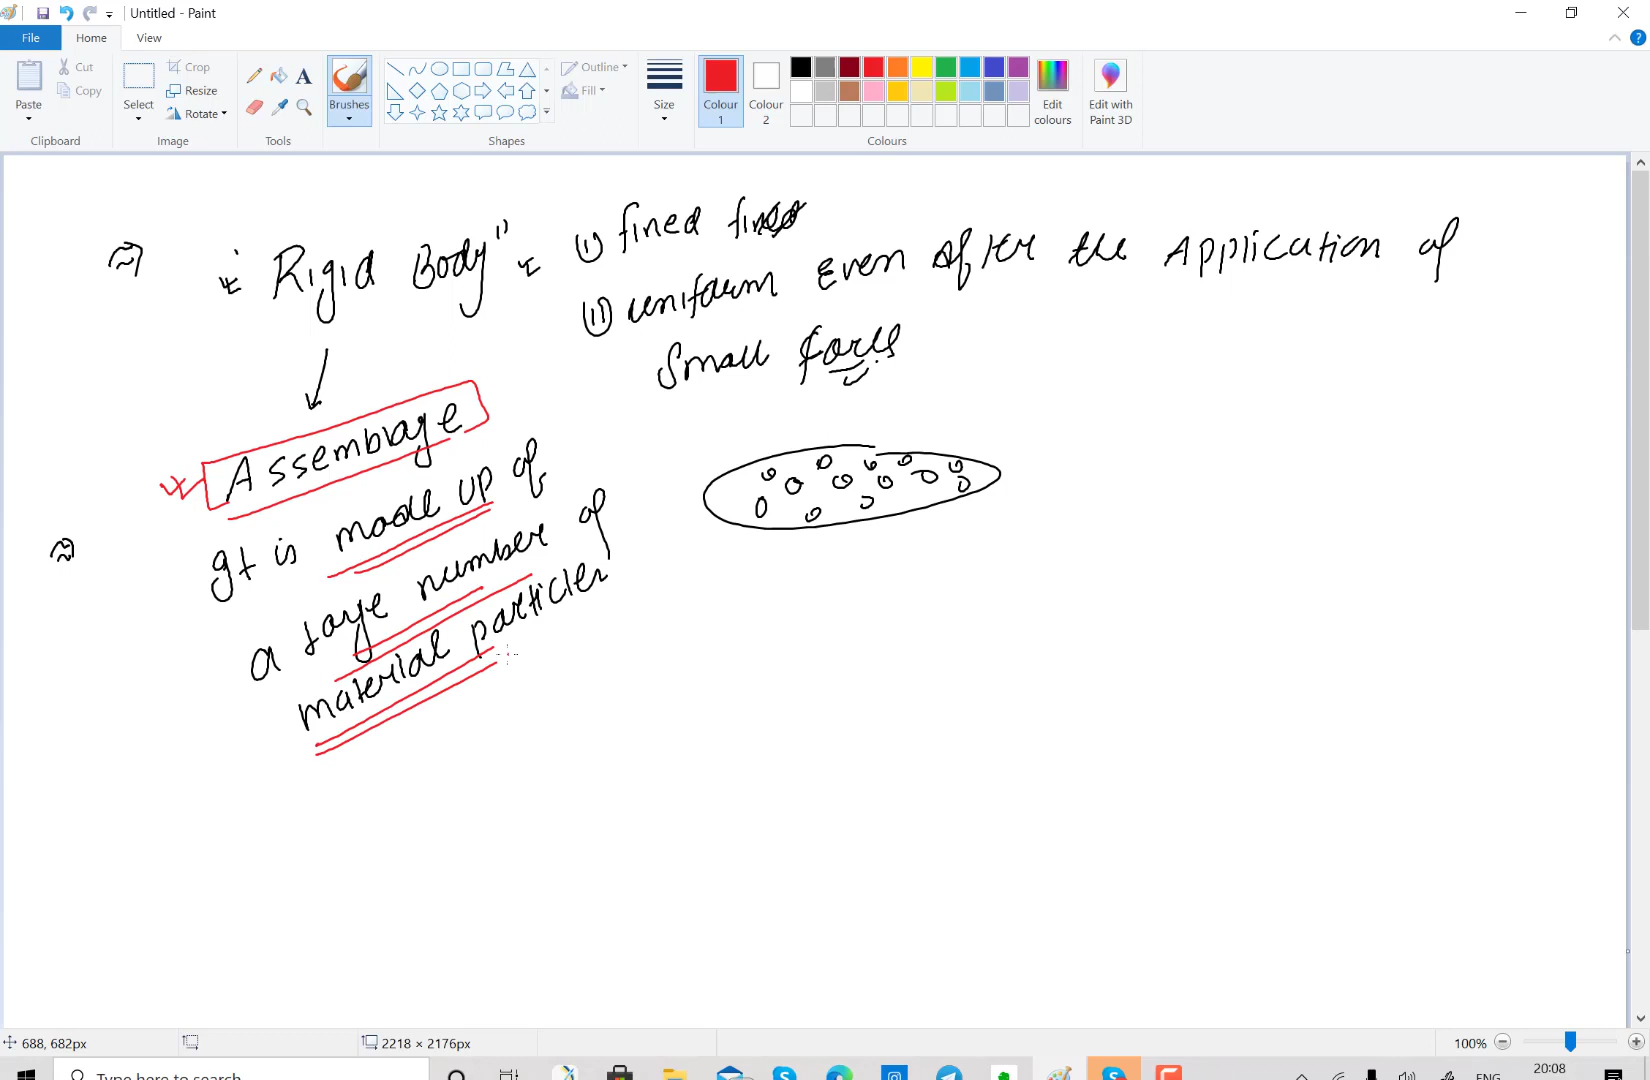 Untitled - Paint
File Home View
Paste Cut Copy
Clipboard
Select Crop Resize Rotate
Image
Tools
Brushes
Shapes
Outline Fill
Size
Colour 1
Colour 2
Edit colours
Edit with Paint 3D
Colours
"Rigid Body" (i) fined
(ii) uniform Even after the Application of
small
Assemblage
It is made up of
a large number of
material particles
688, 682px
2218 × 2176px
100%
Type here to search
ENG
20:08